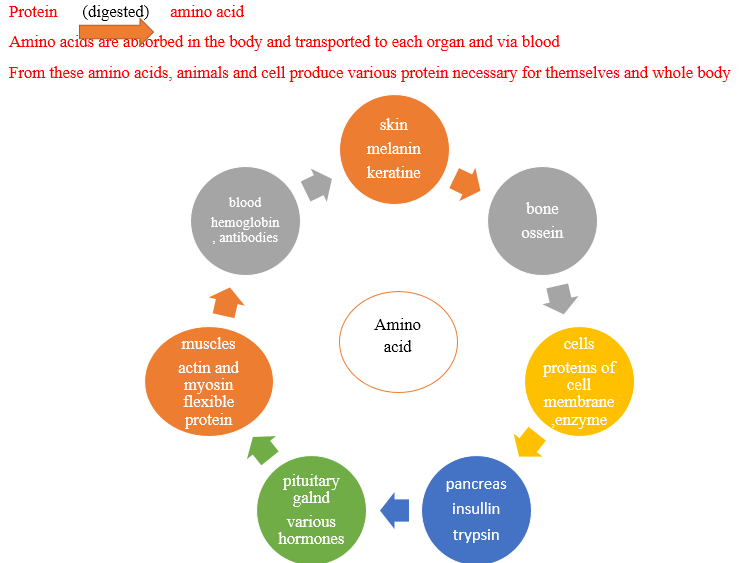 Protein (digested) amino acid
Amino acids are absorbed in the body and transported to each organ and via blood
From these amino acids, animals and cell produce various protein necessary for themselves and whole body
skin
melanin
keratine
bone
ossein
cells
proteins of
cell
membrane
,enzyme
pancreas
insullin
trypsin
pituitary
galnd
various
hormones
muscles
actin and
myosin
flexible
protein
blood
hemoglobin
, antibodies
Amino
acid